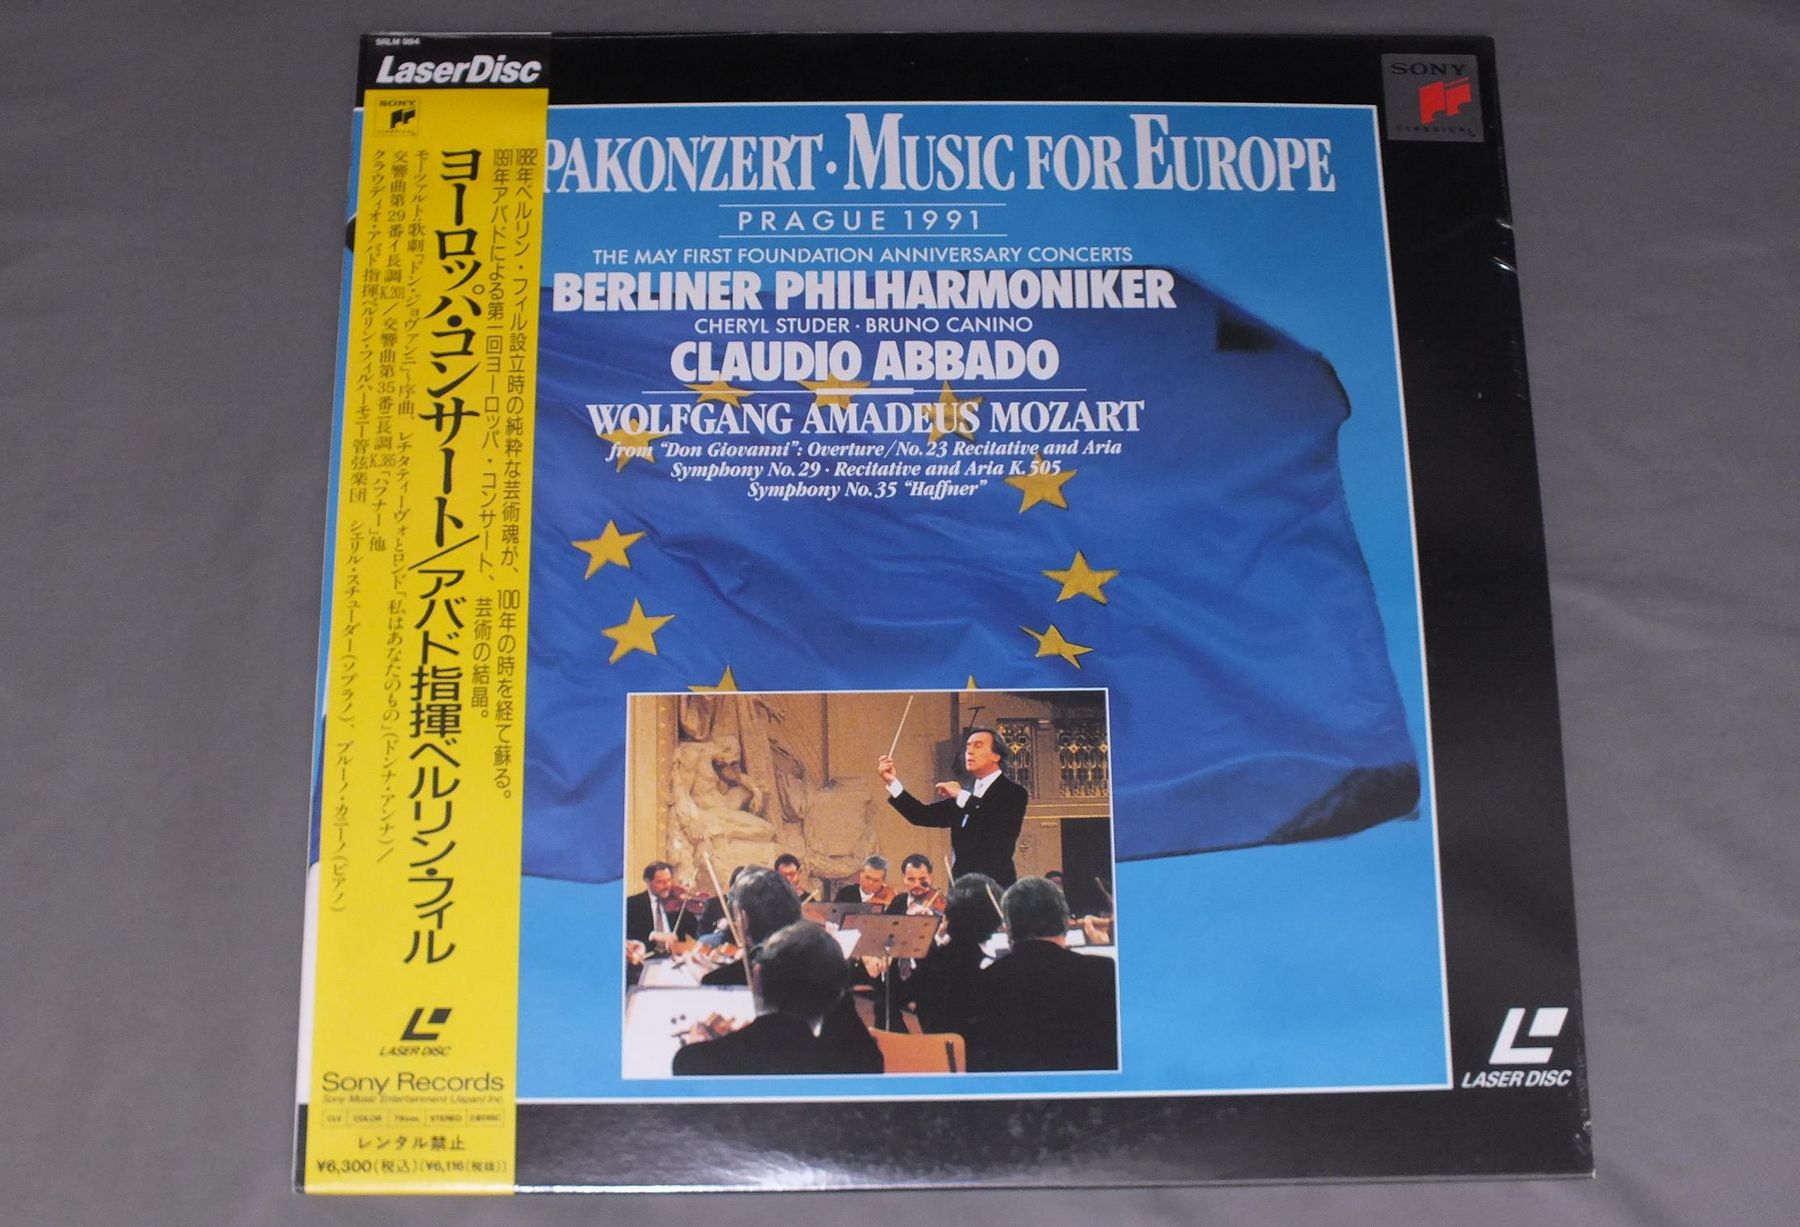 SRLM 984
LaserDisc
SONY
CLASSICAL
ヨーロッパ・コンサート/アバド指揮ベルリン・フィル
1882年ベルリン・フィル設立時の純粋な芸術魂が、100年の時を経て蘇る。
1991年アバドによる第一回ヨーロッパ・コンサート、芸術の結晶。
モーツァルト:歌劇「ドン・ジョヴァンニ」〜序曲、レチタティーヴォとロンド「私はあなたのもの」(ドンナ・アンナ)/
交響曲第29番イ長調K.201/交響曲第35番ニ長調K.385「ハフナー」他
クラウディオ・アバド指揮ベルリン・フィルハーモニー管弦楽団 シェリル・スチューダー(ソプラノ)、ブルーノ・カニーノ(ピアノ)
LASER DISC
Sony Records
Sony Music Entertainment (Japan) Inc.
CLV COLOR STEREO
レンタル禁止
¥6,300(税込)(¥6,116(税抜))
PAKONZERT · MUSIC FOR EUROPE
PRAGUE 1991
THE MAY FIRST FOUNDATION ANNIVERSARY CONCERTS
BERLINER PHILHARMONIKER
CHERYL STUDER · BRUNO CANINO
CLAUDIO ABBADO
WOLFGANG AMADEUS MOZART
from "Don Giovanni": Overture/No. 23 Recitative and Aria
Symphony No. 29 · Recitative and Aria K. 505
Symphony No. 35 "Haffner"
SONY
CLASSICAL
LASER DISC